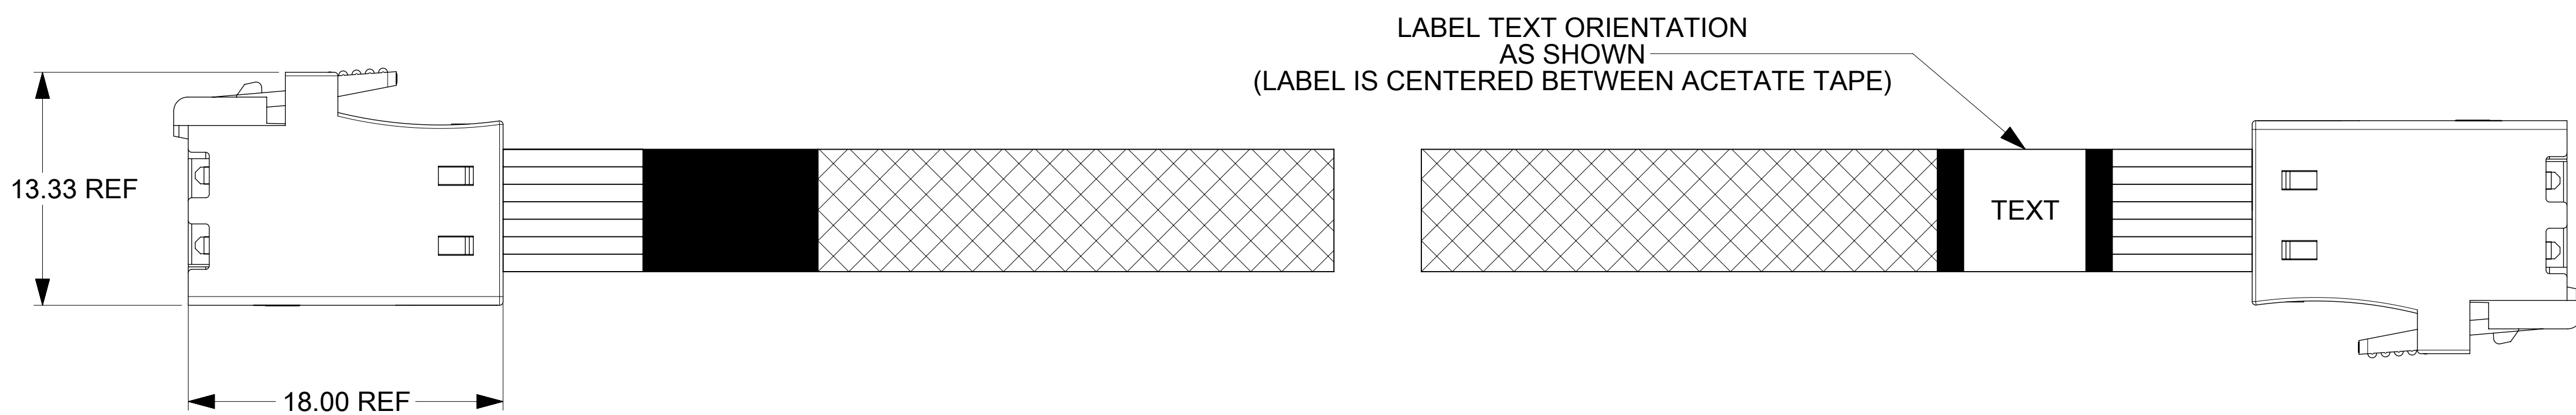 LABEL TEXT ORIENTATION
AS SHOWN
(LABEL IS CENTERED BETWEEN ACETATE TAPE)
13.33 REF
TEXT
18.00 REF